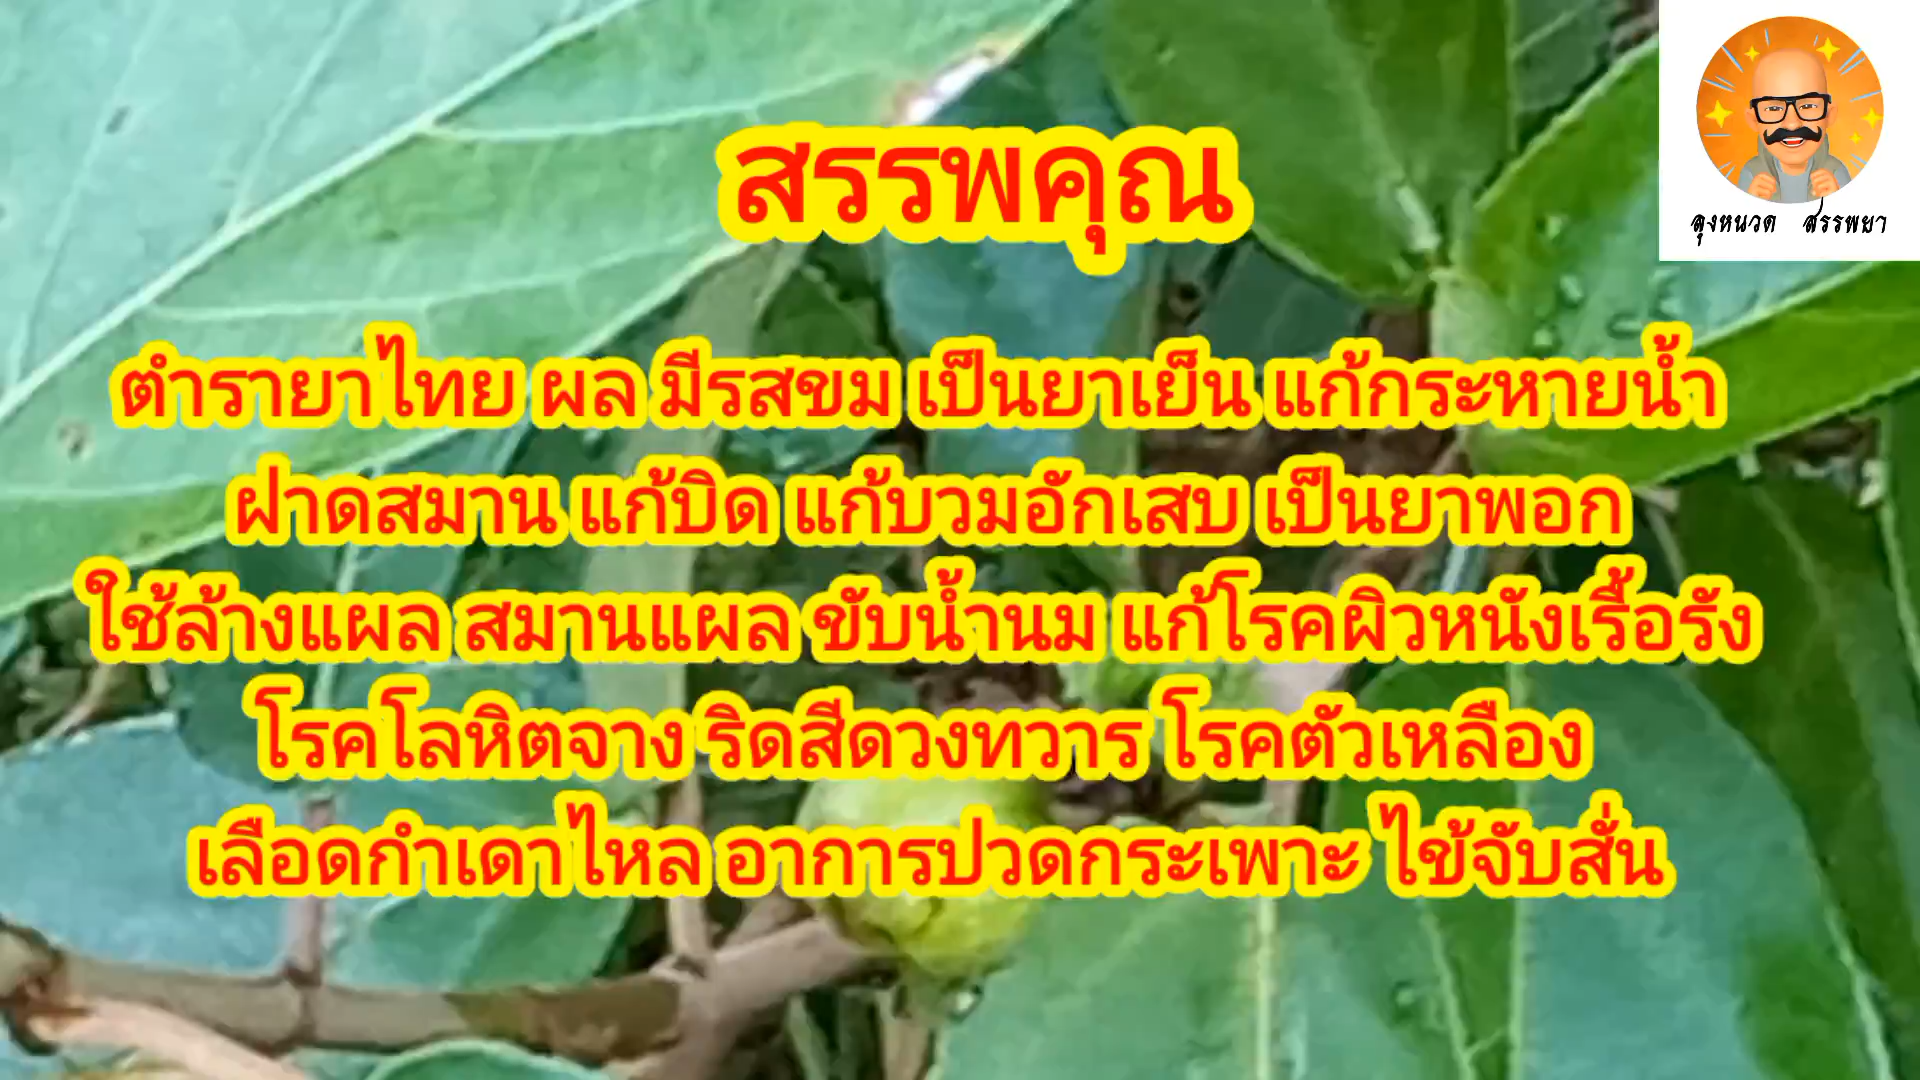 สรรพคุณ
ลุงหนวด สรรพยา
ตำรายาไทย ผล มีรสขม เป็นยาเย็น แก้กระหายน้ำ
ฝาดสมาน แก้บิด แก้บวมอักเสบ เป็นยาพอก
ใช้ล้างแผล สมานแผล ขับน้ำนม แก้โรคผิวหนังเรื้อรัง
โรคโลหิตจาง ริดสีดวงทวาร โรคตัวเหลือง
เลือดกำเดาไหล อาการปวดกระเพาะ ไข้จับสั่น